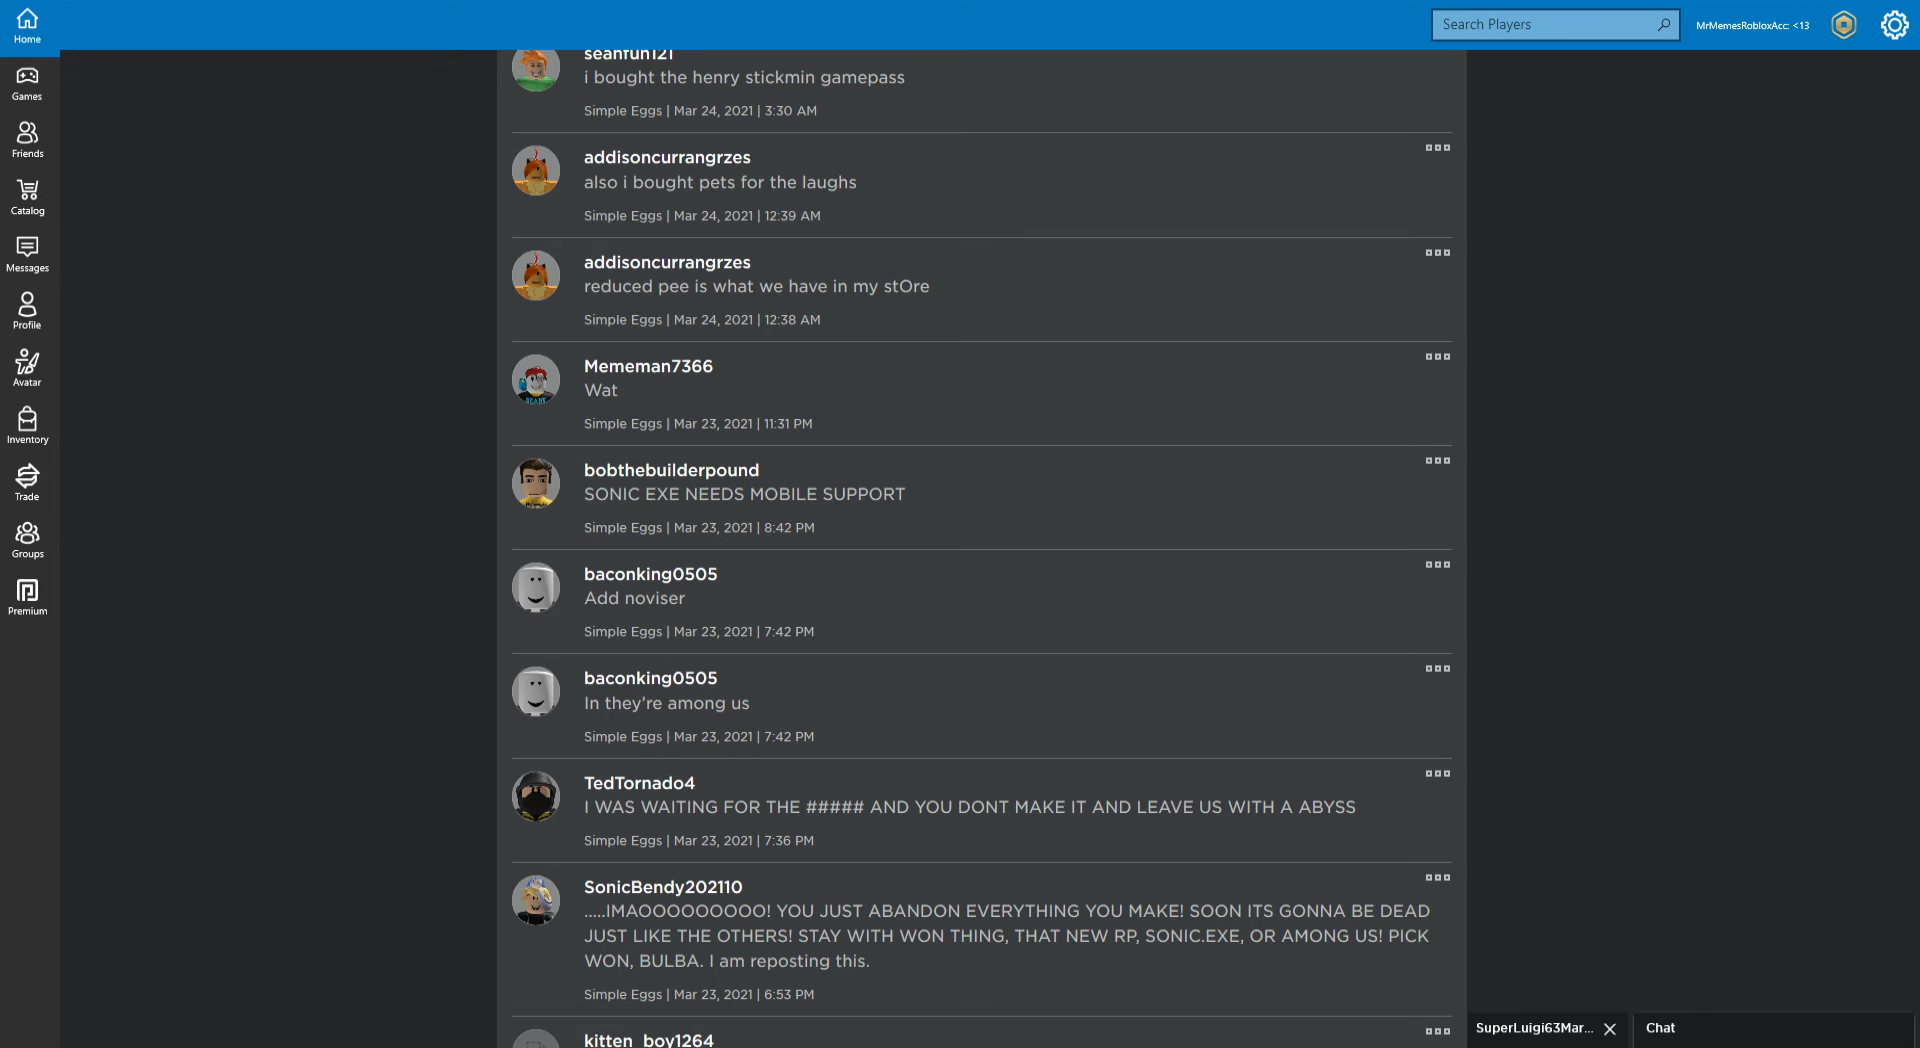 Home
Search Players
MrMemesRobloxAcc: <13
Games
Friends
Catalog
Messages
Profile
Avatar
Inventory
Trade
Groups
Premium
seanfun121
i bought the henry stickmin gamepass
Simple Eggs | Mar 24, 2021 | 3:30 AM
addisoncurrangrzes
also i bought pets for the laughs
Simple Eggs | Mar 24, 2021 | 12:39 AM
addisoncurrangrzes
reduced pee is what we have in my stOre
Simple Eggs | Mar 24, 2021 | 12:38 AM
Mememan7366
Wat
Simple Eggs | Mar 23, 2021 | 11:31 PM
bobthebuilderpound
SONIC EXE NEEDS MOBILE SUPPORT
Simple Eggs | Mar 23, 2021 | 8:42 PM
baconking0505
Add noviser
Simple Eggs | Mar 23, 2021 | 7:42 PM
baconking0505
In they're among us
Simple Eggs | Mar 23, 2021 | 7:42 PM
TedTornado4
I WAS WAITING FOR THE ##### AND YOU DONT MAKE IT AND LEAVE US WITH A ABYSS
Simple Eggs | Mar 23, 2021 | 7:36 PM
SonicBendy202110
.....IMAOOOOOOOOO! YOU JUST ABANDON EVERYTHING YOU MAKE! SOON ITS GONNA BE DEAD
JUST LIKE THE OTHERS! STAY WITH WON THING, THAT NEW RP, SONIC.EXE, OR AMONG US! PICK
WON, BULBA. I am reposting this.
Simple Eggs | Mar 23, 2021 | 6:53 PM
kitten_boy1264
SuperLuigi63Mar...
Chat